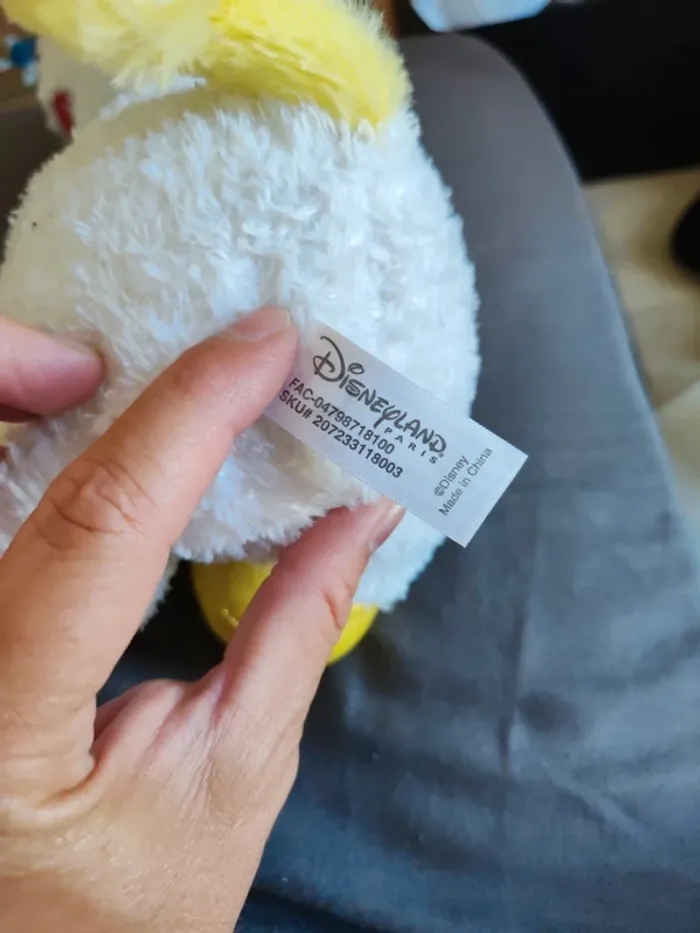 Disneyland
PARIS®
FAC-04798718100
SKU# 207233118003
©Disney
Made in China